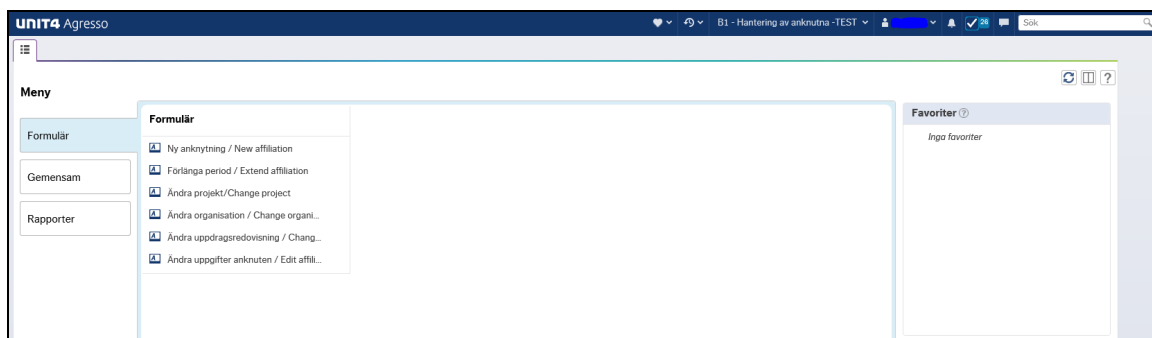 UNIT4 Agresso
B1 - Hantering av anknutna -TEST
26
Sök
Meny
Formulär
Gemensam
Rapporter
Formulär
Ny anknytning / New affiliation
Förlänga period / Extend affiliation
Ändra projekt/Change project
Ändra organisation / Change organi...
Ändra uppdragsredovisning / Chang...
Ändra uppgifter anknuten / Edit affili...
Favoriter ?
Inga favoriter
?